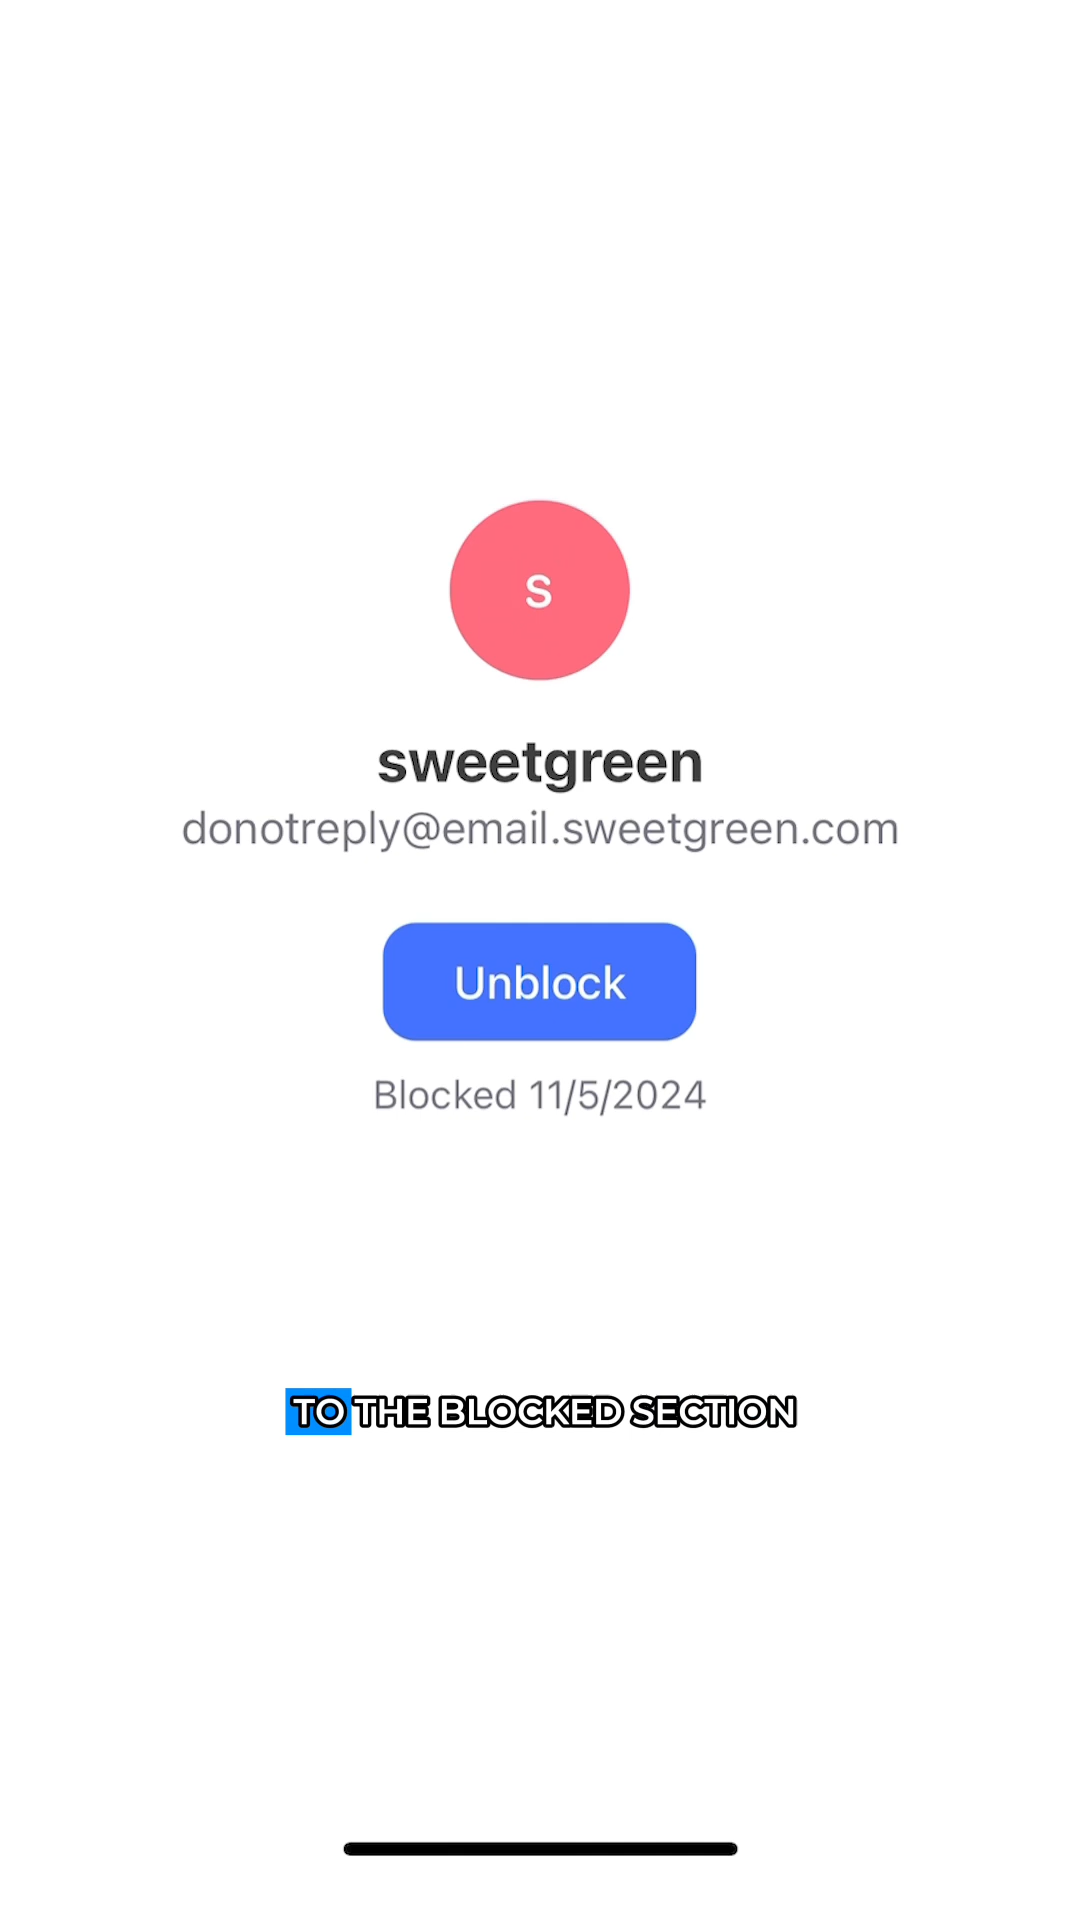 S
sweetgreen
donotreply@email.sweetgreen.com
Unblock
Blocked 11/5/2024
TO THE BLOCKED SECTION